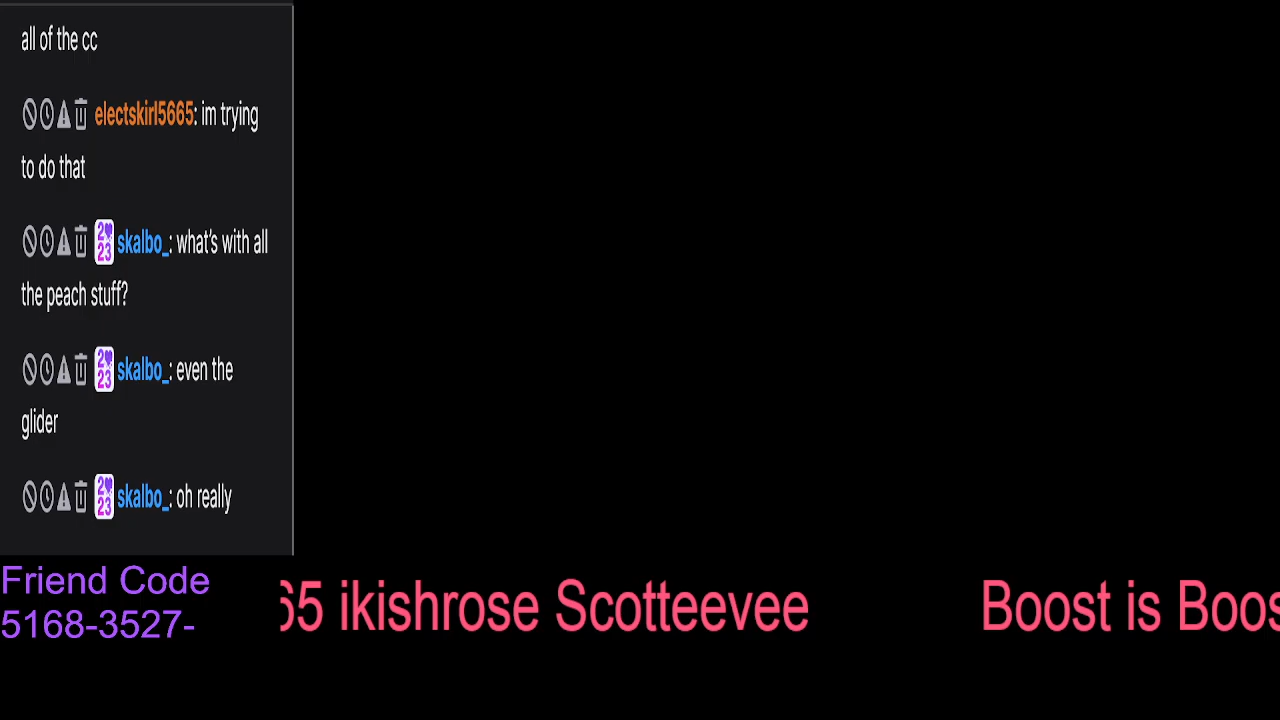 all of the cc
electskirl5665: im trying
to do that
skalbo_: what's with all
the peach stuff?
skalbo_: even the
glider
skalbo_: oh really
Friend Code
5168-3527-
65 ikishrose Scotteevee
Boost is Boos